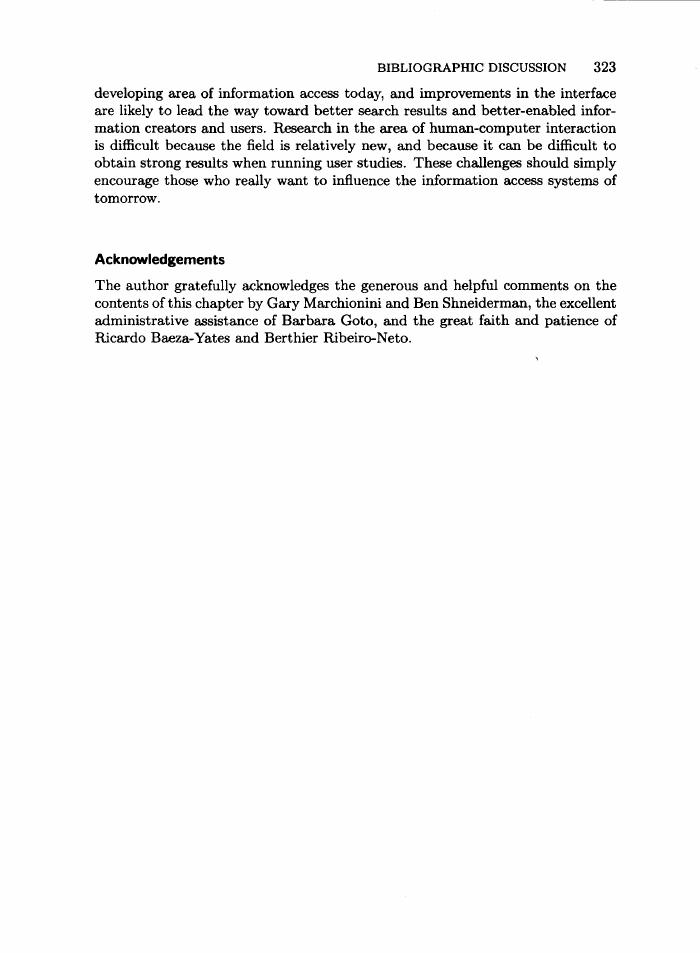 BIBLIOGRAPHIC DISCUSSION 323
developing area of information access today, and improvements in the interface
are likely to lead the way toward better search results and better-enabled infor-
mation creators and users. Research in the area of human-computer interaction
is difficult because the field is relatively new, and because it can be difficult to
obtain strong results when running user studies. These challenges should simply
encourage those who really want to influence the information access systems of
tomorrow.
Acknowledgements
The author gratefully acknowledges the generous and helpful comments on the
contents of this chapter by Gary Marchionini and Ben Shneiderman, the excellent
administrative assistance of Barbara Goto, and the great faith and patience of
Ricardo Baeza-Yates and Berthier Ribeiro-Neto.